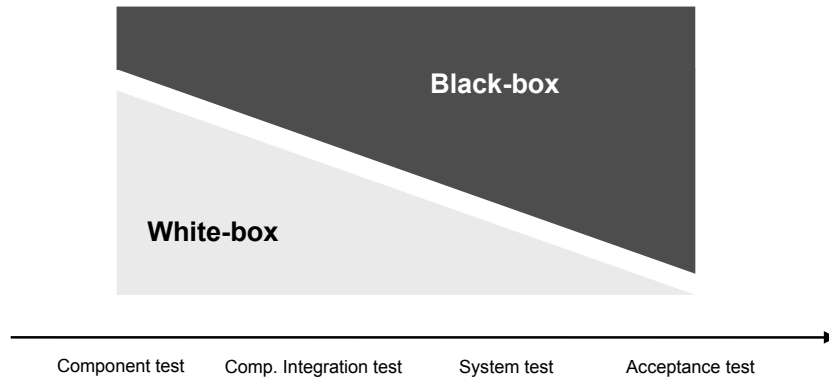 Black-box
White-box
Component test Comp. Integration test System test Acceptance test